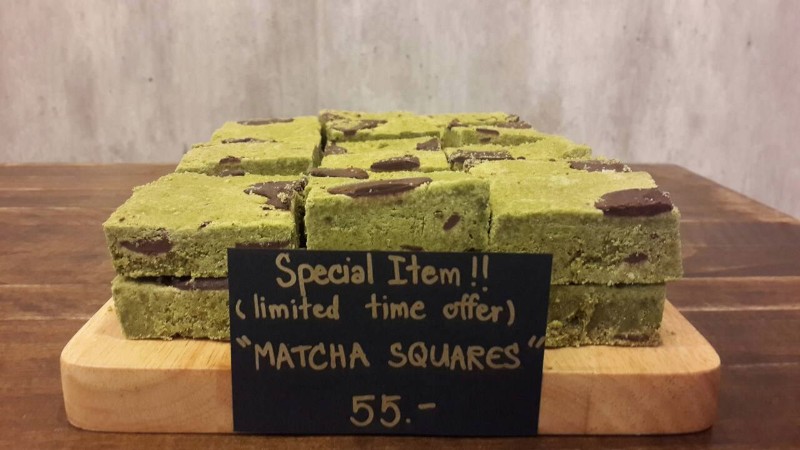 Special Item!!
(limited time offer)
"MATCHA SQUARES"
55.-